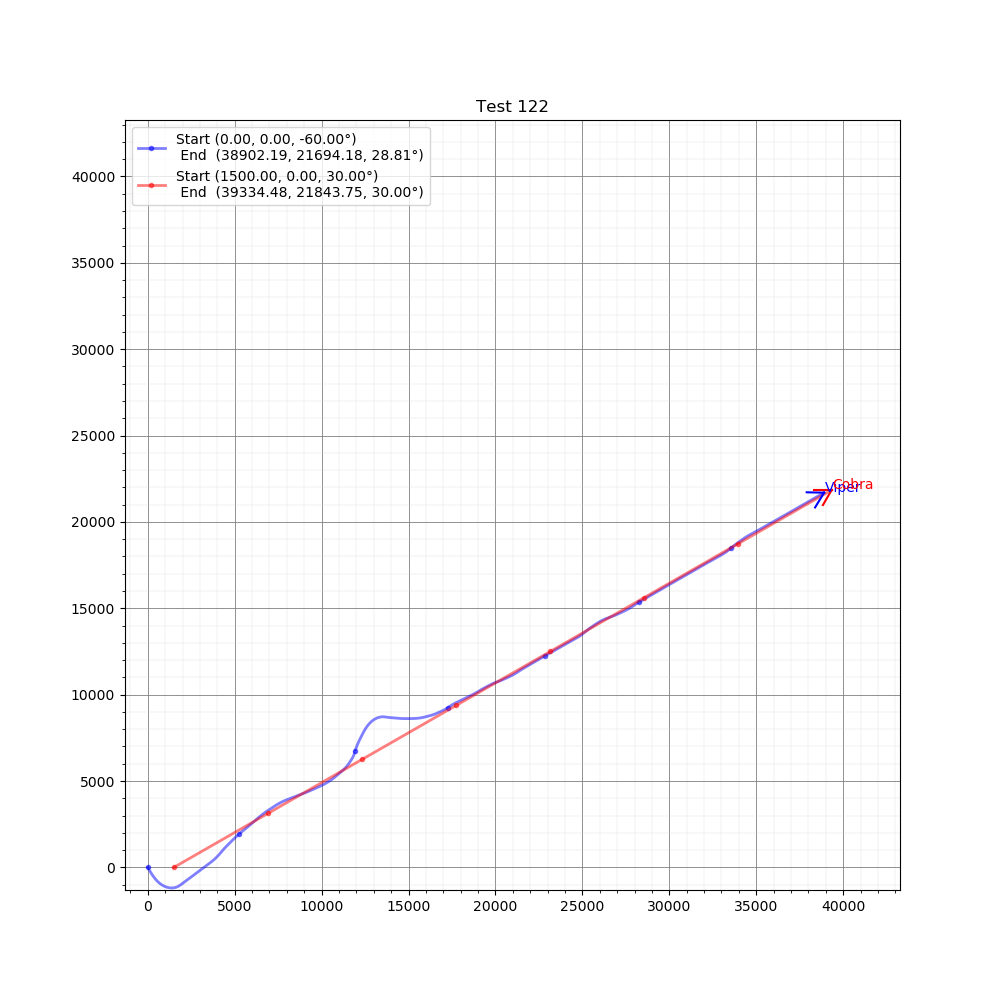 Test 122
Start (0.00, 0.00, -60.00°)
End (38902.19, 21694.18, 28.81°)
Start (1500.00, 0.00, 30.00°)
End (39334.48, 21843.75, 30.00°)
40000
35000
30000
25000
20000
15000
10000
5000
0
Cobra
Viper
0 5000 10000 15000 20000 25000 30000 35000 40000